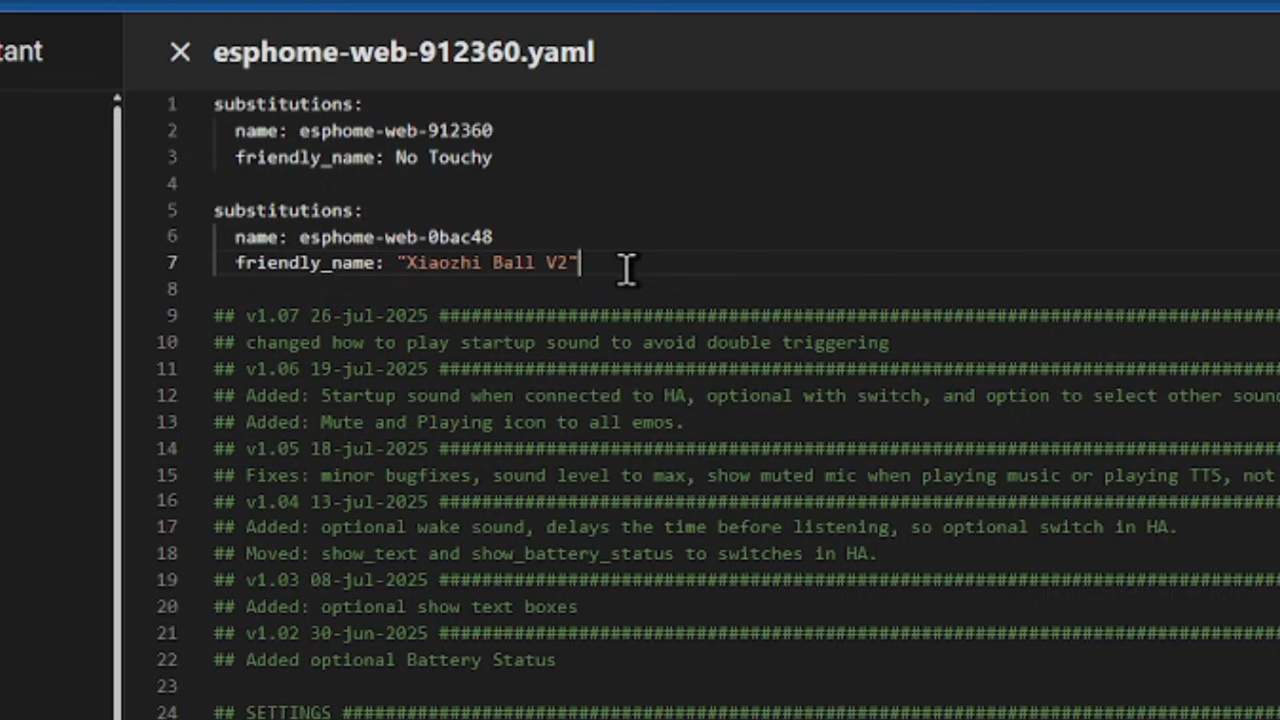 tant
× esphome-web-912360.yaml
1 substitutions:
2 name: esphome-web-912360
3 friendly_name: No Touchy
4
5 substitutions:
6 name: esphome-web-0bac48
7 friendly_name: "Xiaozhi Ball V2"
8
9 ## v1.07 26-jul-2025 ##############################################################################
10 ## changed how to play startup sound to avoid double triggering
11 ## v1.06 19-jul-2025 ##############################################################################
12 ## Added: Startup sound when connected to HA, optional with switch, and option to select other soun
13 ## Added: Mute and Playing icon to all emos.
14 ## v1.05 18-jul-2025 ##############################################################################
15 ## Fixes: minor bugfixes, sound level to max, show muted mic when playing music or playing TTS, not
16 ## v1.04 13-jul-2025 ##############################################################################
17 ## Added: optional wake sound, delays the time before listening, so optional switch in HA.
18 ## Moved: show_text and show_battery_status to switches in HA.
19 ## v1.03 08-jul-2025 ##############################################################################
20 ## Added: optional show text boxes
21 ## v1.02 30-jun-2025 ##############################################################################
22 ## Added optional Battery Status
23
24 ## SETTINGS #######################################################################################